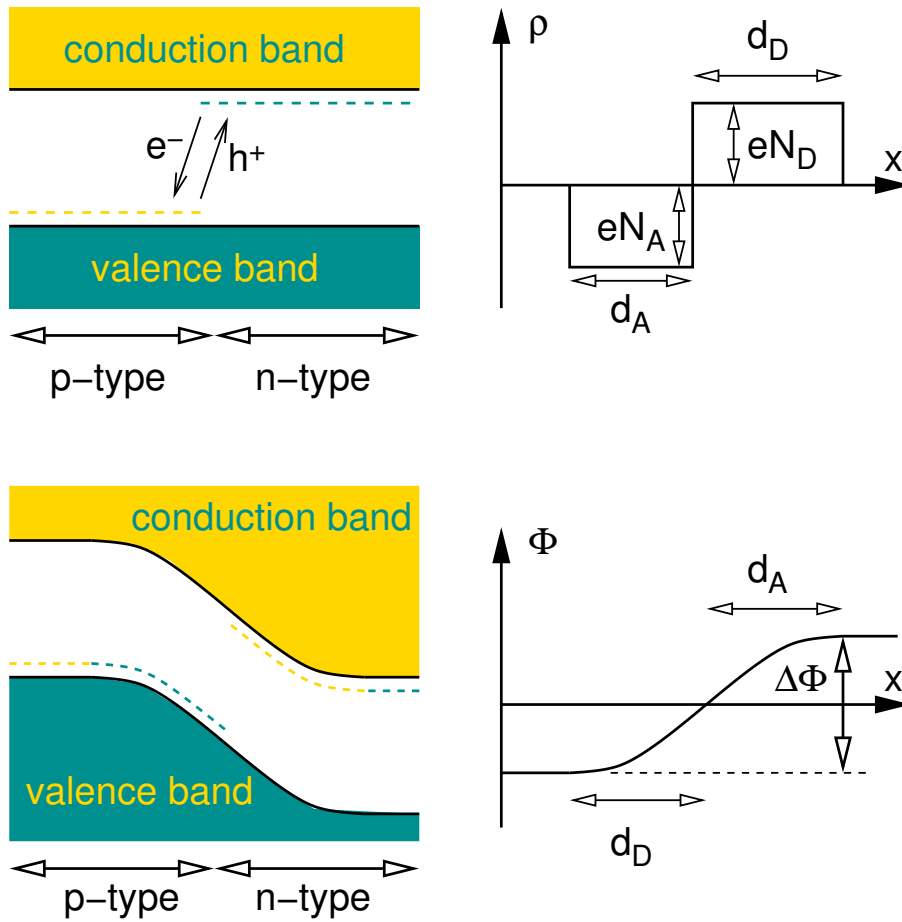 conduction band
e⁻
h⁺
valence band
p−type
n−type
ρ
d_D
eN_D
x
eN_A
d_A
conduction band
valence band
p−type
n−type
Φ
d_A
ΔΦ
x
d_D